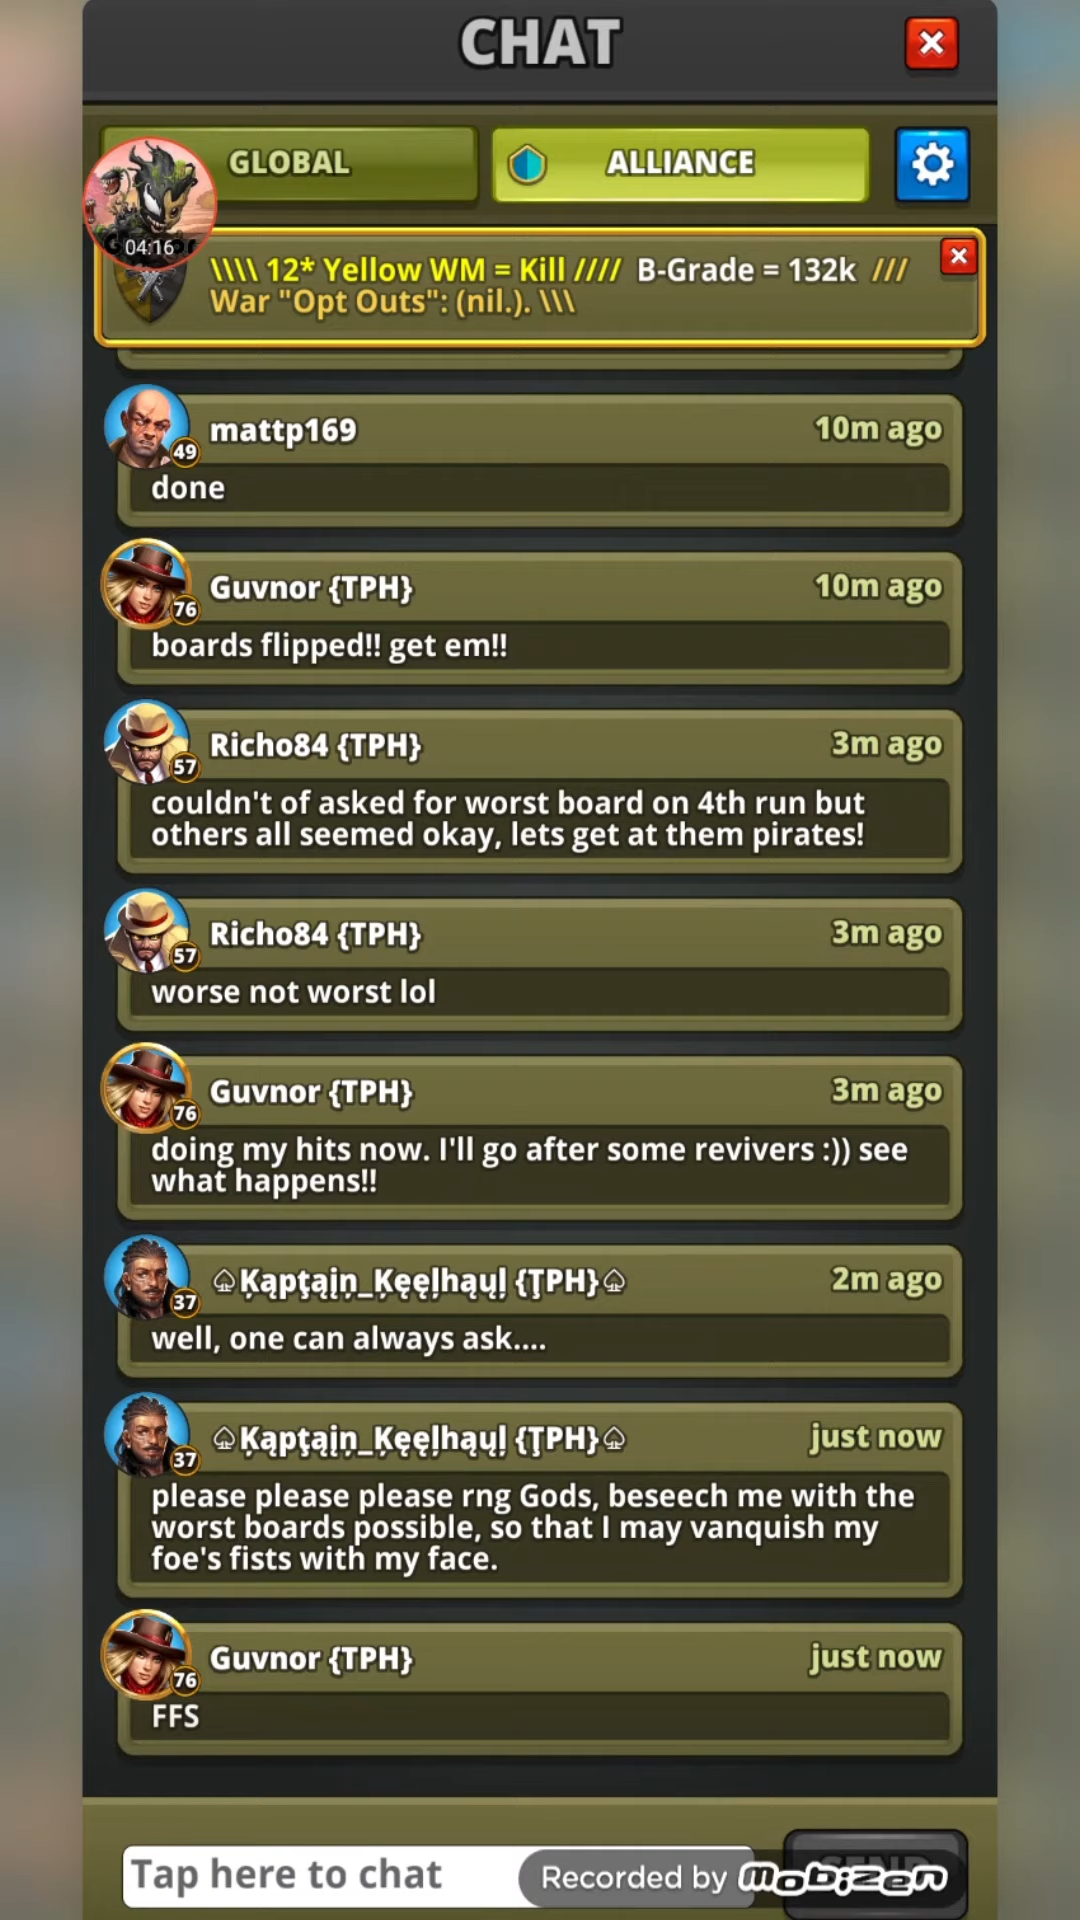 CHAT
GLOBAL
ALLIANCE
04:16
\\\\ 12* Yellow WM = Kill //// B-Grade = 132k ///
War "Opt Outs": (nil.). \\\
mattp169
10m ago
49
done
Guvnor {TPH}
10m ago
76
boards flipped!! get em!!
Richo84 {TPH}
3m ago
57
couldn't of asked for worst board on 4th run but
others all seemed okay, lets get at them pirates!
Richo84 {TPH}
3m ago
57
worse not worst lol
Guvnor {TPH}
3m ago
76
doing my hits now. I'll go after some revivers :)) see
what happens!!
♤Ķąpţąįņ_Ķęęļhąųļ {ŢPH}♤
2m ago
37
well, one can always ask....
♤Ķąpţąįņ_Ķęęļhąųļ {ŢPH}♤
just now
37
please please please rng Gods, beseech me with the
worst boards possible, so that I may vanquish my
foe's fists with my face.
Guvnor {TPH}
just now
76
FFS
Tap here to chat
SEND
Recorded by mobizen